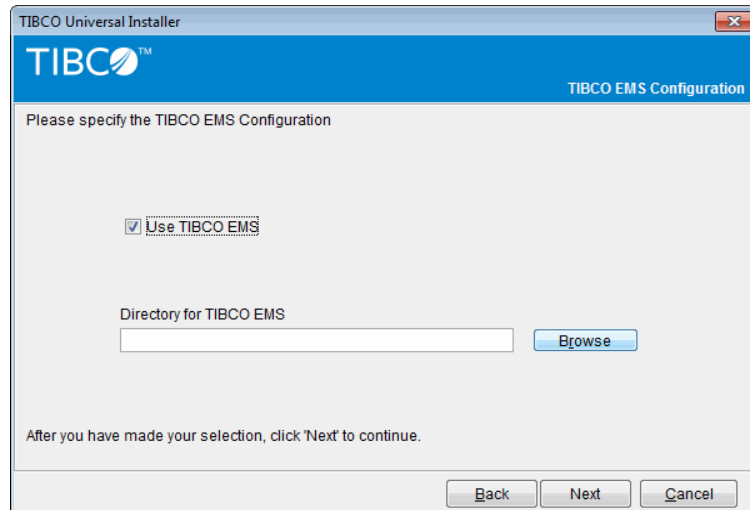 TIBCO Universal Installer
TIBCO™
TIBCO EMS Configuration
Please specify the TIBCO EMS Configuration
Use TIBCO EMS
Directory for TIBCO EMS
Browse
After you have made your selection, click 'Next' to continue.
Back Next Cancel